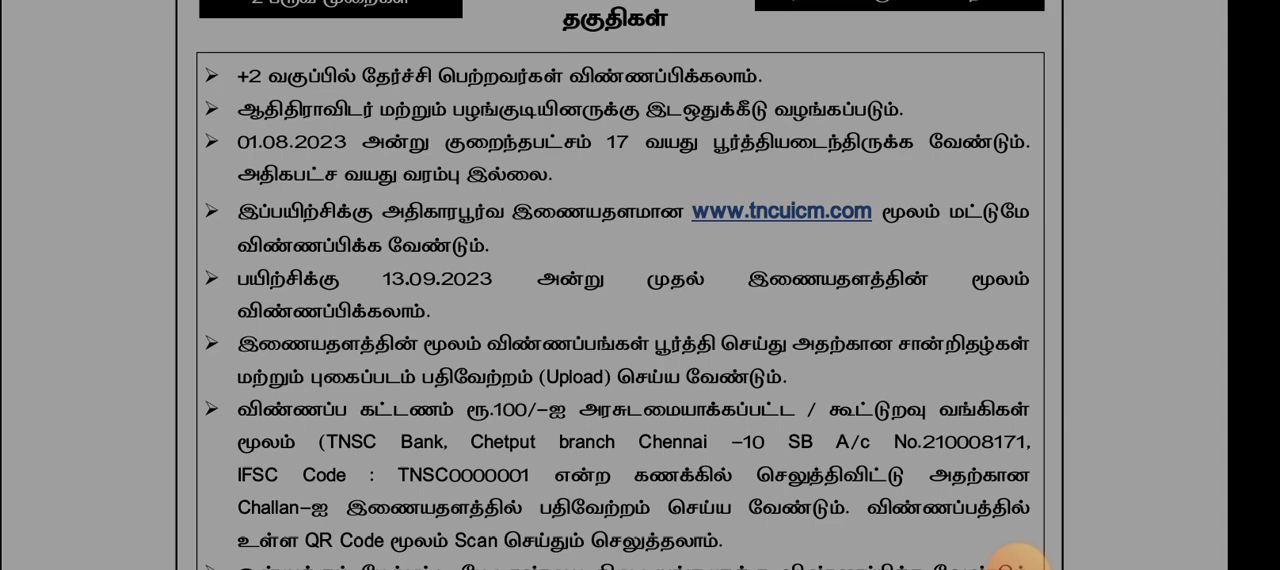 தகுதிகள்
➢ +2 வகுப்பில் தேர்ச்சி பெற்றவர்கள் விண்ணப்பிக்கலாம்.
➢ ஆதிதிராவிடர் மற்றும் பழங்குடியினருக்கு இடஒதுக்கீடு வழங்கப்படும்.
➢ 01.08.2023 அன்று குறைந்தபட்சம் 17 வயது பூர்த்தியடைந்திருக்க வேண்டும்.
அதிகபட்ச வயது வரம்பு இல்லை.
➢ இப்பயிற்சிக்கு அதிகாரபூர்வ இணையதளமான www.tncuicm.com மூலம் மட்டுமே
விண்ணப்பிக்க வேண்டும்.
➢ பயிற்சிக்கு 13.09.2023 அன்று முதல் இணையதளத்தின் மூலம்
விண்ணப்பிக்கலாம்.
➢ இணையதளத்தின் மூலம் விண்ணப்பங்கள் பூர்த்தி செய்து அதற்கான சான்றிதழ்கள்
மற்றும் புகைப்படம் பதிவேற்றம் (Upload) செய்ய வேண்டும்.
➢ விண்ணப்ப கட்டணம் ரூ.100/-ஐ அரசுடமையாக்கப்பட்ட / கூட்டுறவு வங்கிகள்
மூலம் (TNSC Bank, Chetput branch Chennai –10 SB A/c No.210008171,
IFSC Code : TNSC0000001 என்ற கணக்கில் செலுத்திவிட்டு அதற்கான
Challan-ஐ இணையதளத்தில் பதிவேற்றம் செய்ய வேண்டும். விண்ணப்பத்தில்
உள்ள QR Code மூலம் Scan செய்தும் செலுத்தலாம்.